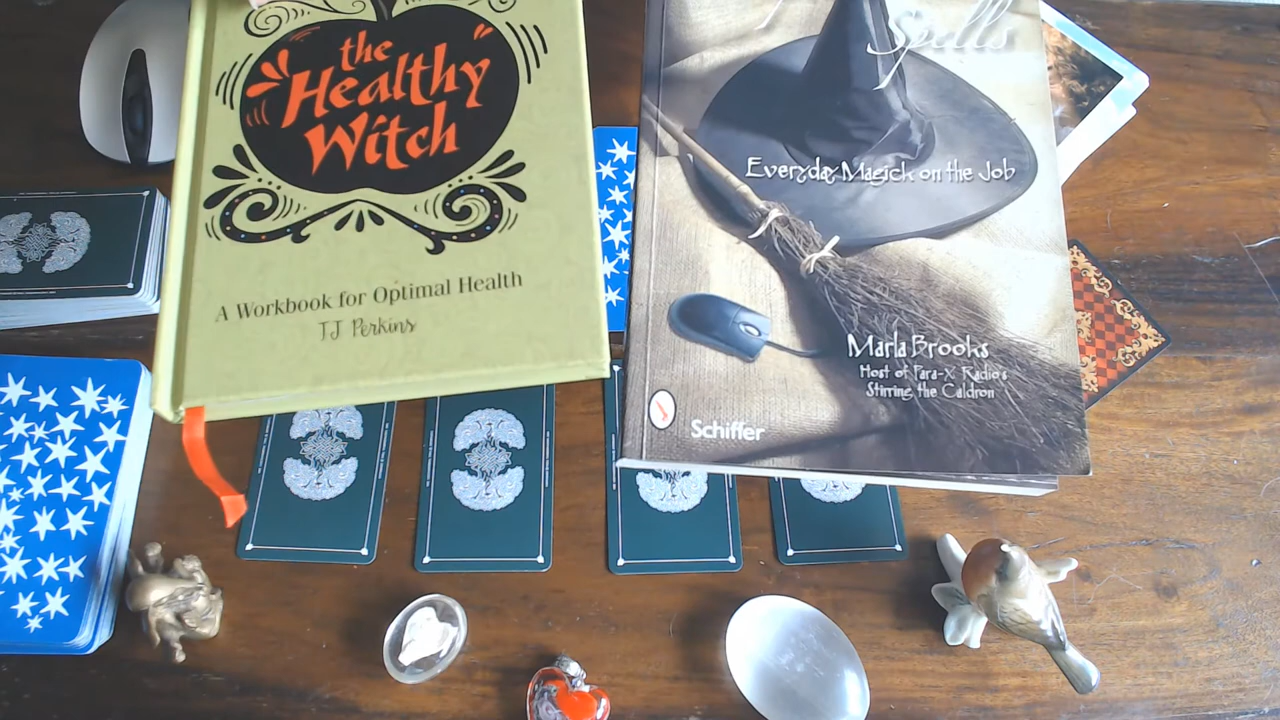 the
Healthy
Witch
A Workbook for Optimal Health
TJ Perkins
Spells
Everyday Magick on the Job
Marla Brooks
Host of Para-X Radio's
Stirring the Caldron
Schiffer